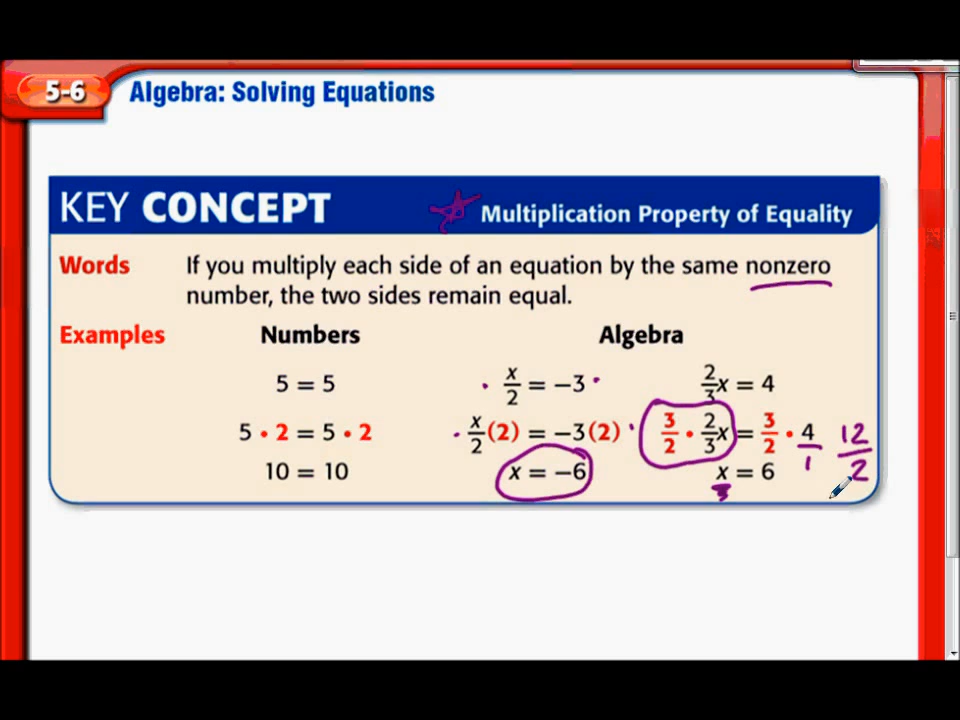 5-6 Algebra: Solving Equations
KEY CONCEPT Multiplication Property of Equality
Words If you multiply each side of an equation by the same nonzero
number, the two sides remain equal.
Examples Numbers Algebra
5 = 5 x/2 = −3 2/3x = 4
5 • 2 = 5 • 2 x/2(2) = −3(2) 3/2 • 2/3x = 3/2 • 4/1 12/2
10 = 10 x = −6 x = 6